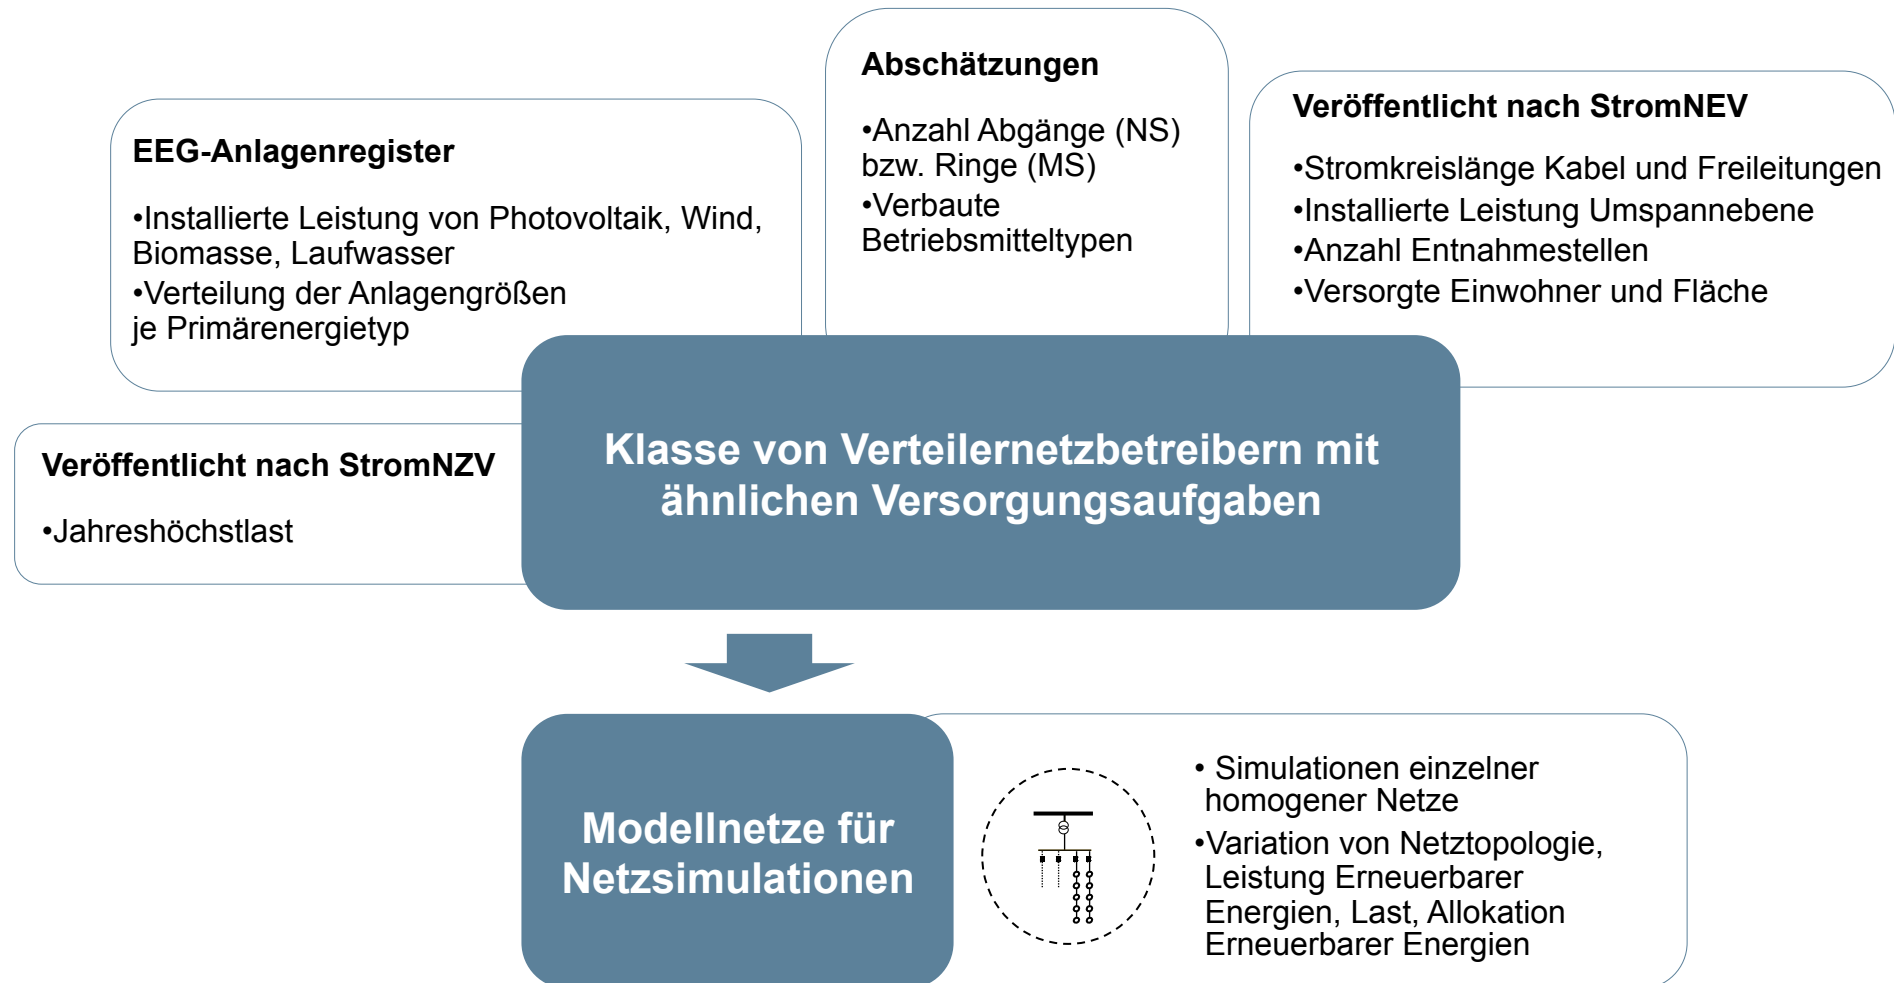 EEG-Anlagenregister
•Installierte Leistung von Photovoltaik, Wind,
Biomasse, Laufwasser
•Verteilung der Anlagengrößen
je Primärenergietyp
Abschätzungen
•Anzahl Abgänge (NS)
bzw. Ringe (MS)
•Verbaute
Betriebsmitteltypen
Veröffentlicht nach StromNEV
•Stromkreislänge Kabel und Freileitungen
•Installierte Leistung Umspannebene
•Anzahl Entnahmestellen
•Versorgte Einwohner und Fläche
Veröffentlicht nach StromNZV
•Jahreshöchstlast
Klasse von Verteilernetzbetreibern mit
ähnlichen Versorgungsaufgaben
Modellnetze für
Netzsimulationen
• Simulationen einzelner
homogener Netze
•Variation von Netztopologie,
Leistung Erneuerbarer
Energien, Last, Allokation
Erneuerbarer Energien